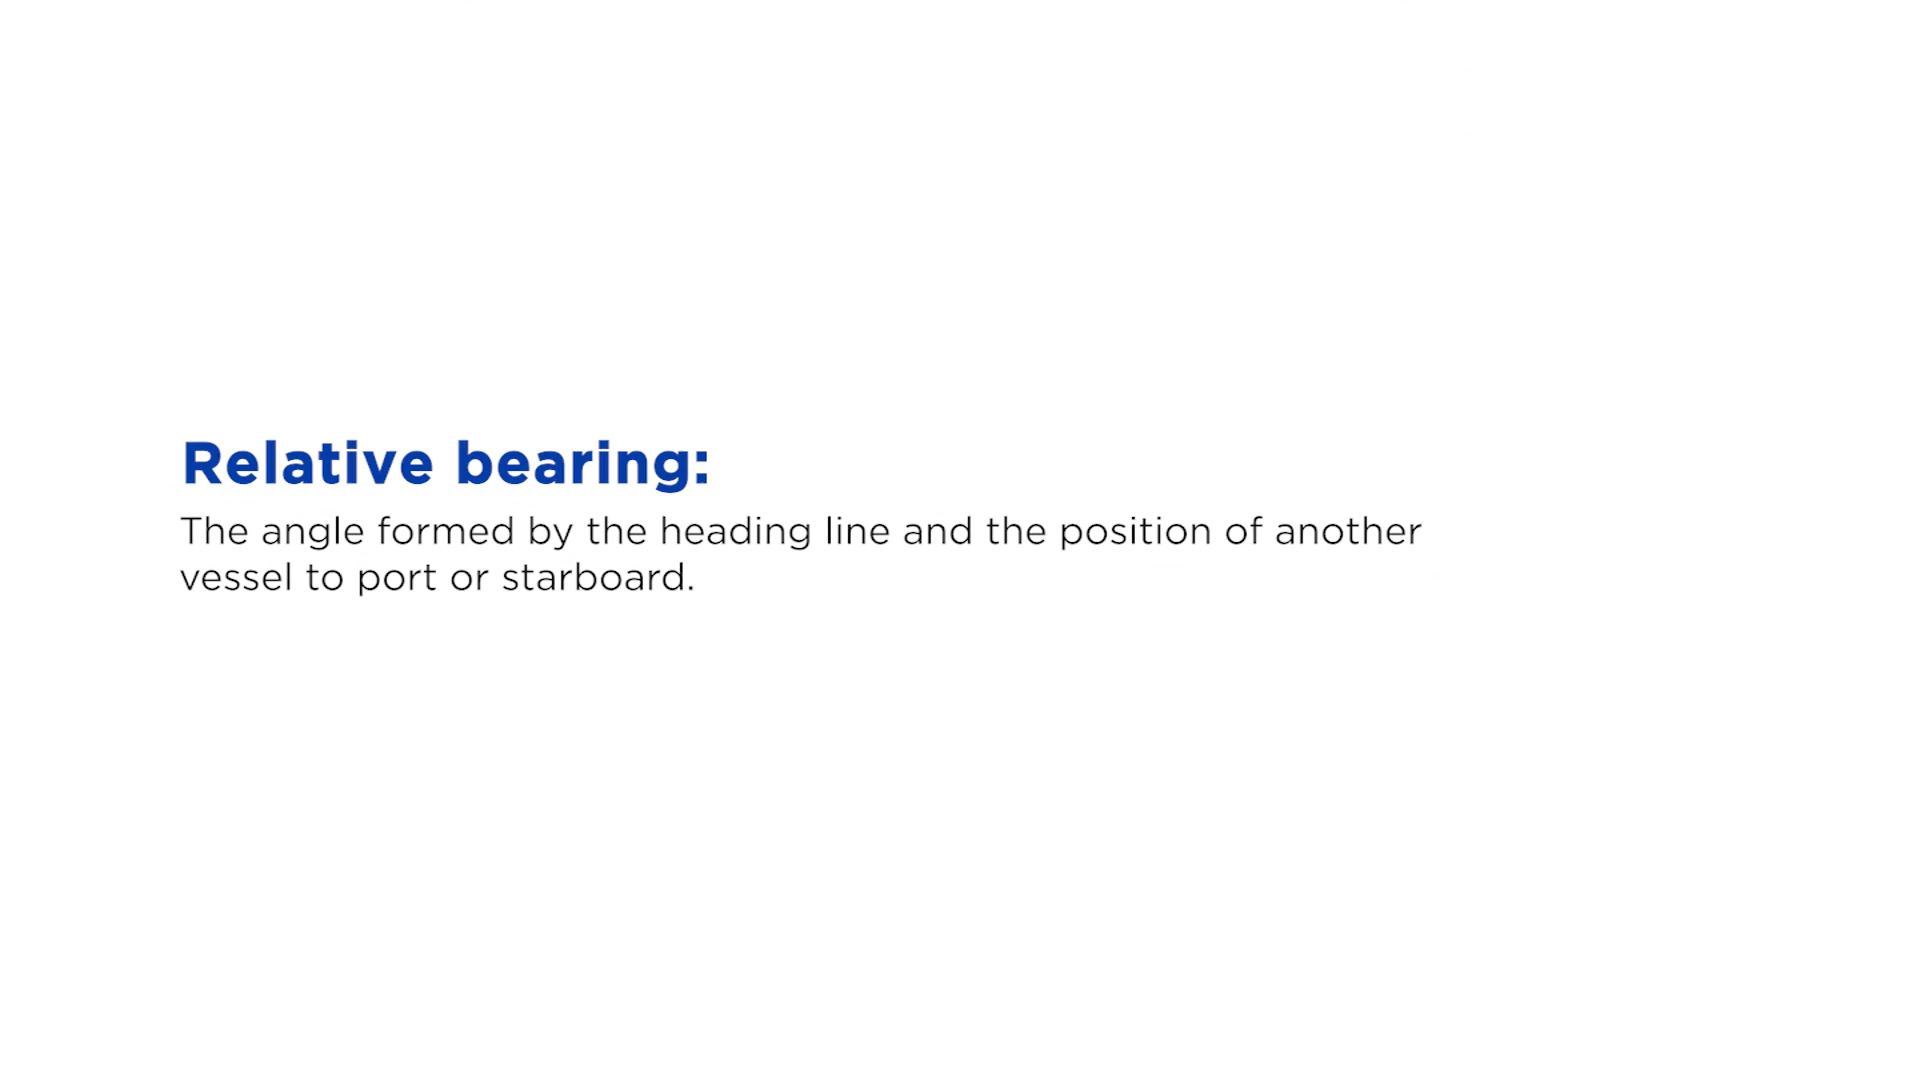 Relative bearing:
The angle formed by the heading line and the position of another
vessel to port or starboard.